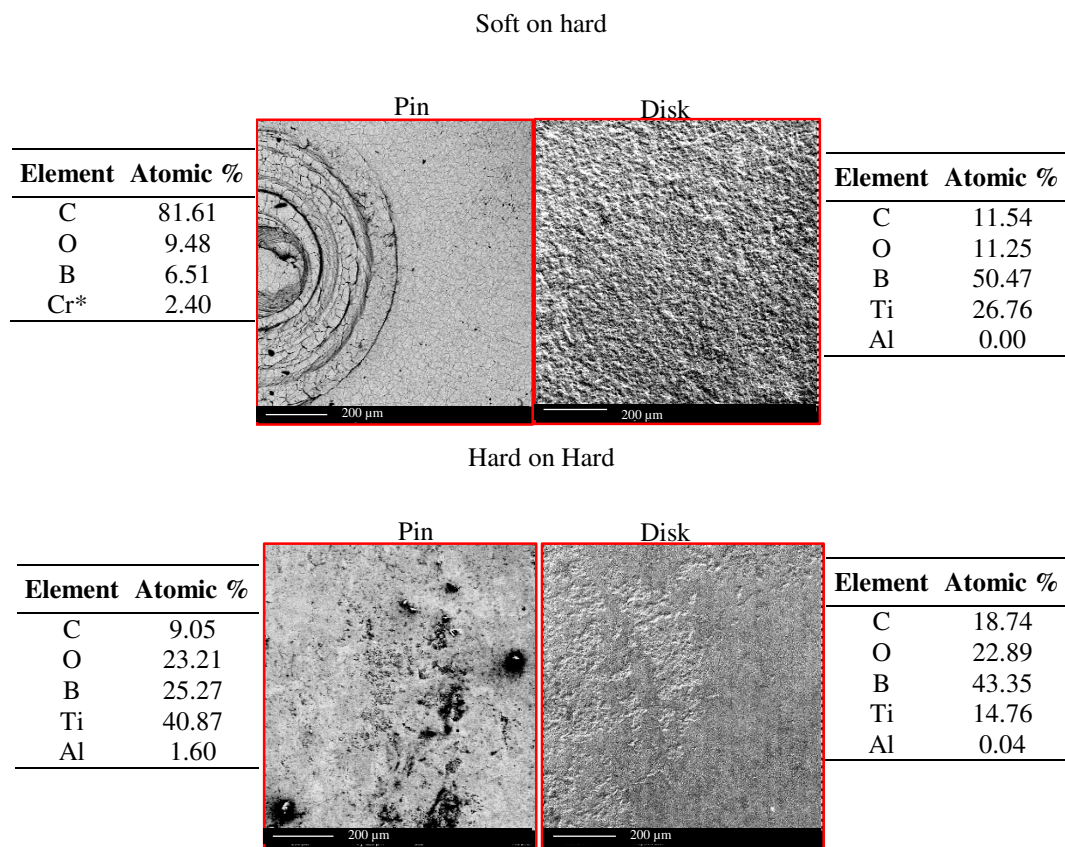 Soft on hard
Pin
Disk
Element Atomic %
C 81.61
O 9.48
B 6.51
Cr* 2.40
200 µm
200 µm
Element Atomic %
C 11.54
O 11.25
B 50.47
Ti 26.76
Al 0.00
Hard on Hard
Pin
Disk
Element Atomic %
C 9.05
O 23.21
B 25.27
Ti 40.87
Al 1.60
200 µm
200 µm
Element Atomic %
C 18.74
O 22.89
B 43.35
Ti 14.76
Al 0.04